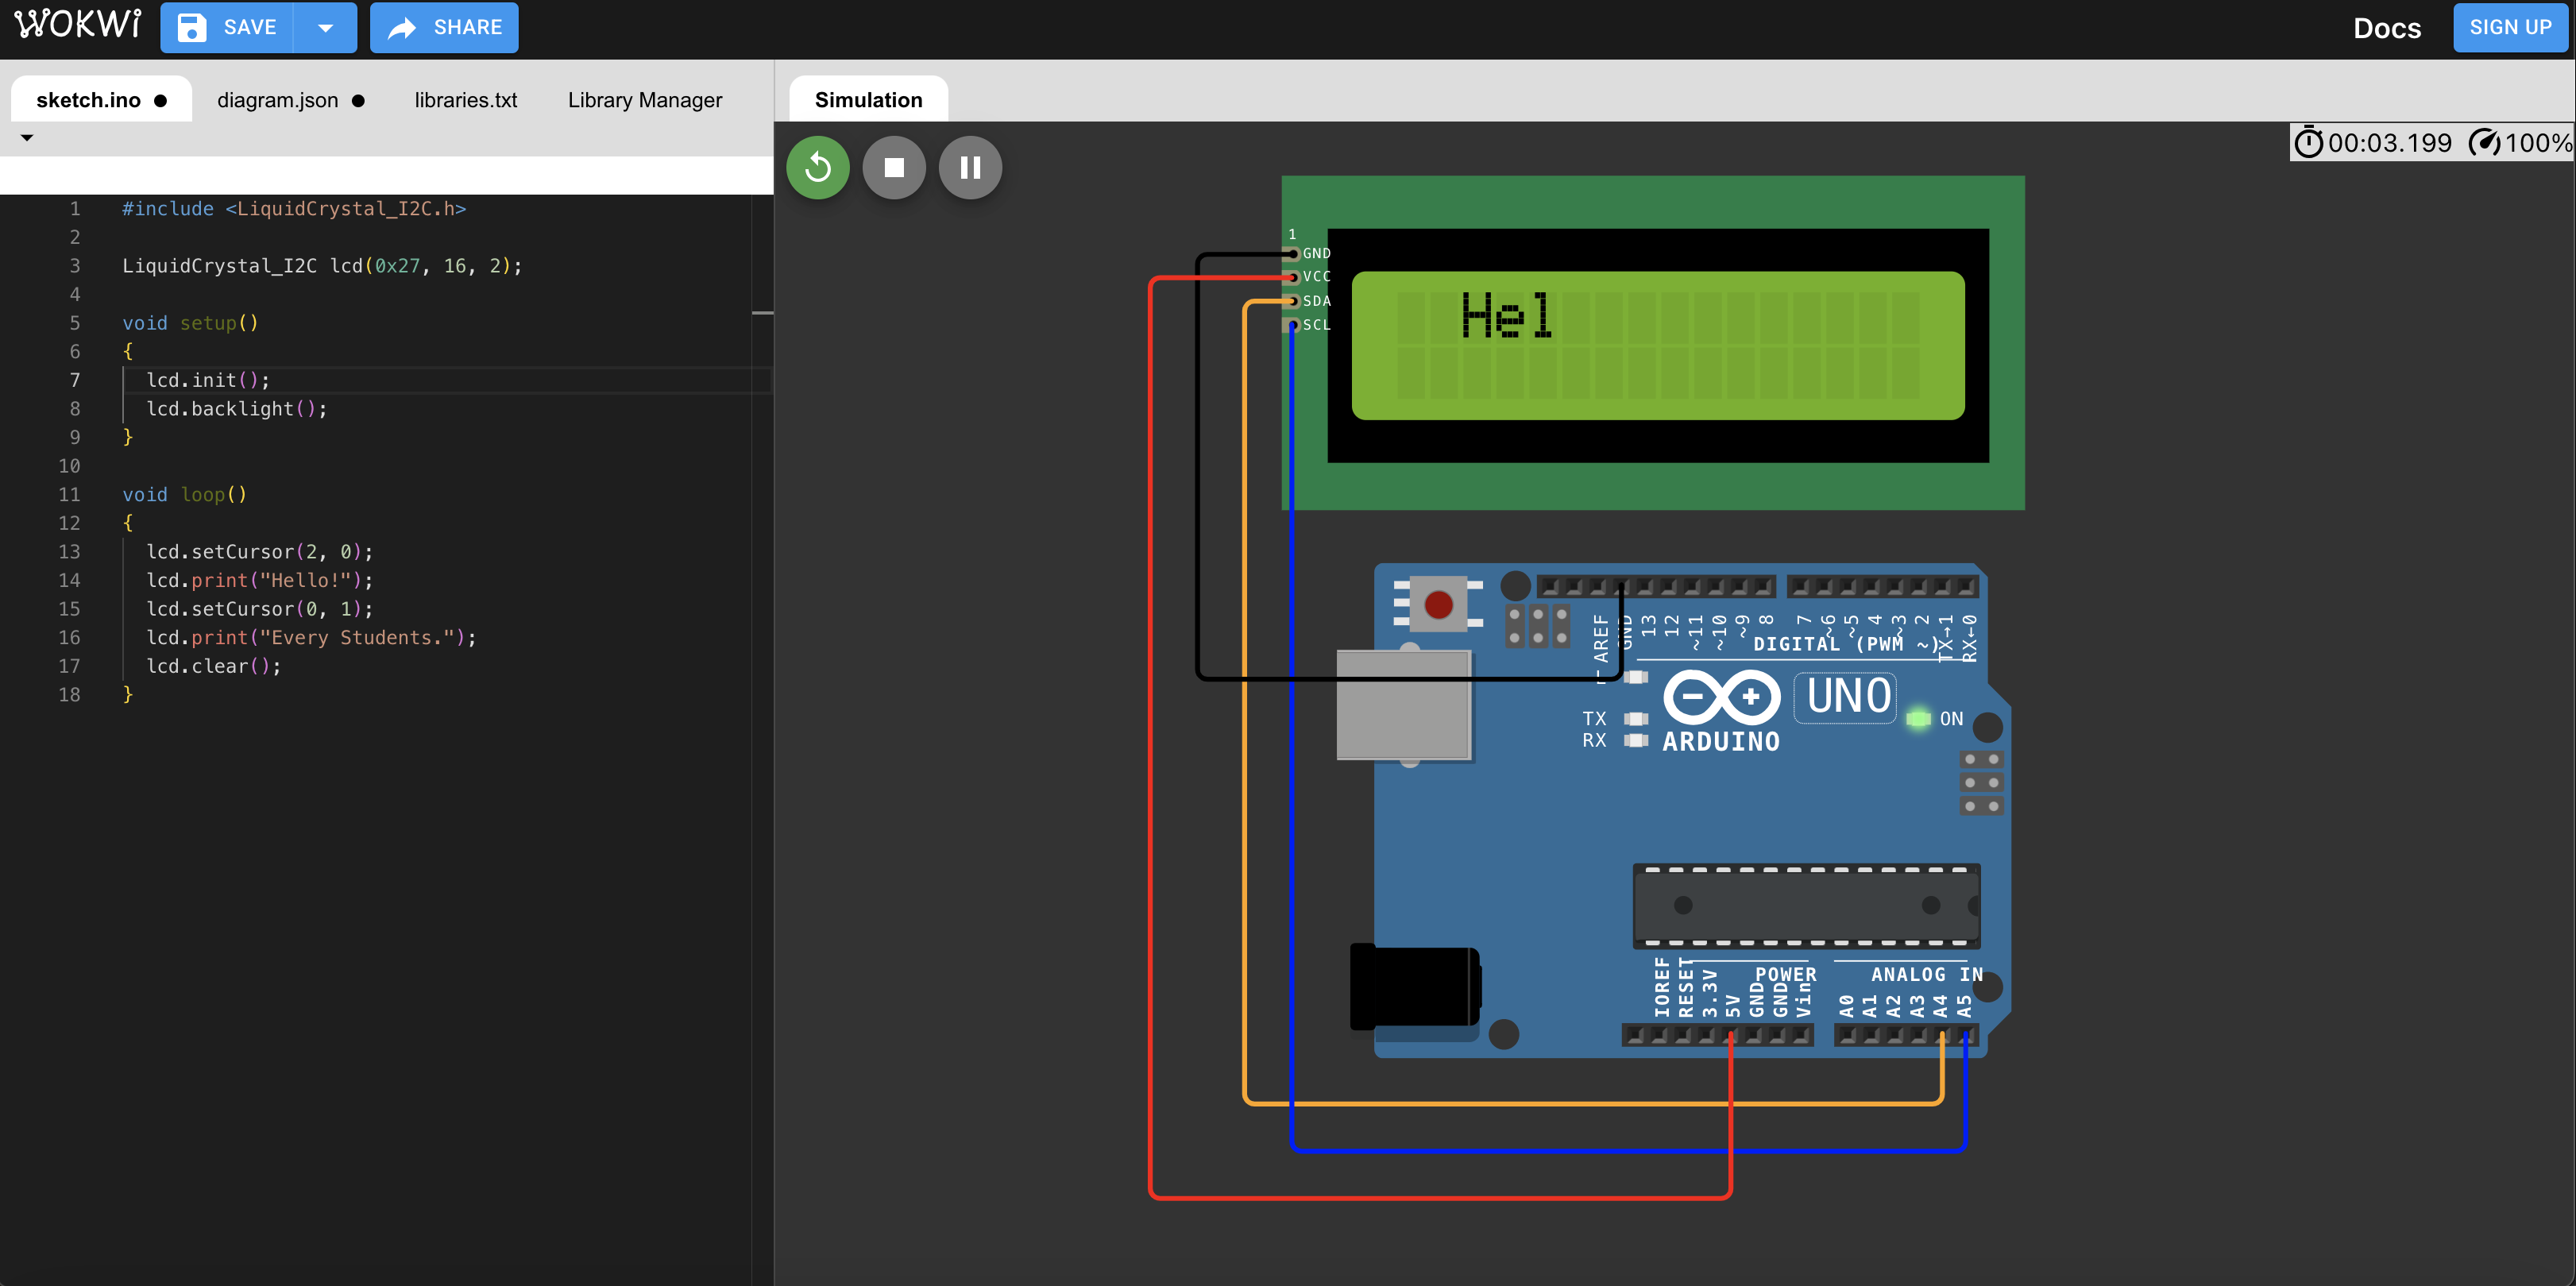 WOKWi
SAVE
SHARE
Docs
SIGN UP
sketch.ino
diagram.json
libraries.txt
Library Manager
Simulation
00:03.199
100%
1 #include <LiquidCrystal_I2C.h>
2
3 LiquidCrystal_I2C lcd(0x27, 16, 2);
4
5 void setup()
6 {
7 lcd.init();
8 lcd.backlight();
9 }
10
11 void loop()
12 {
13 lcd.setCursor(2, 0);
14 lcd.print("Hello!");
15 lcd.setCursor(0, 1);
16 lcd.print("Every Students.");
17 lcd.clear();
18 }
1
GND
VCC
SDA
SCL
Hel
AREF GND 13 12 ~11 ~10 ~9 8 7 ~6 ~5 4 ~3 2 TX→1 RX←0
DIGITAL (PWM ~)
TX
RX
UNO
ON
ARDUINO
POWER
ANALOG IN
IOREF RESET 3.3V 5V GND GND Vin A0 A1 A2 A3 A4 A5